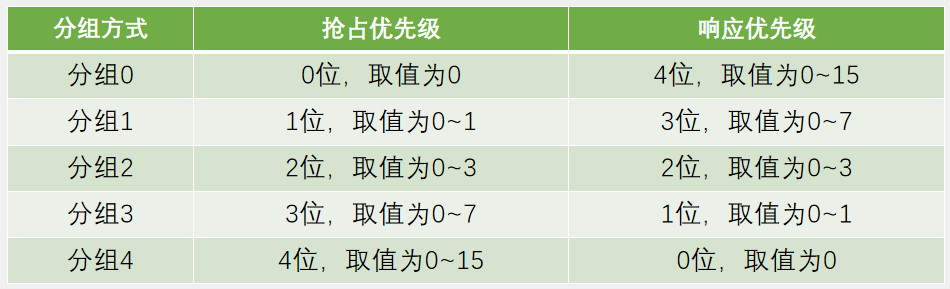 分组方式 抢占优先级 响应优先级
分组0 0位，取值为0 4位，取值为0~15
分组1 1位，取值为0~1 3位，取值为0~7
分组2 2位，取值为0~3 2位，取值为0~3
分组3 3位，取值为0~7 1位，取值为0~1
分组4 4位，取值为0~15 0位，取值为0